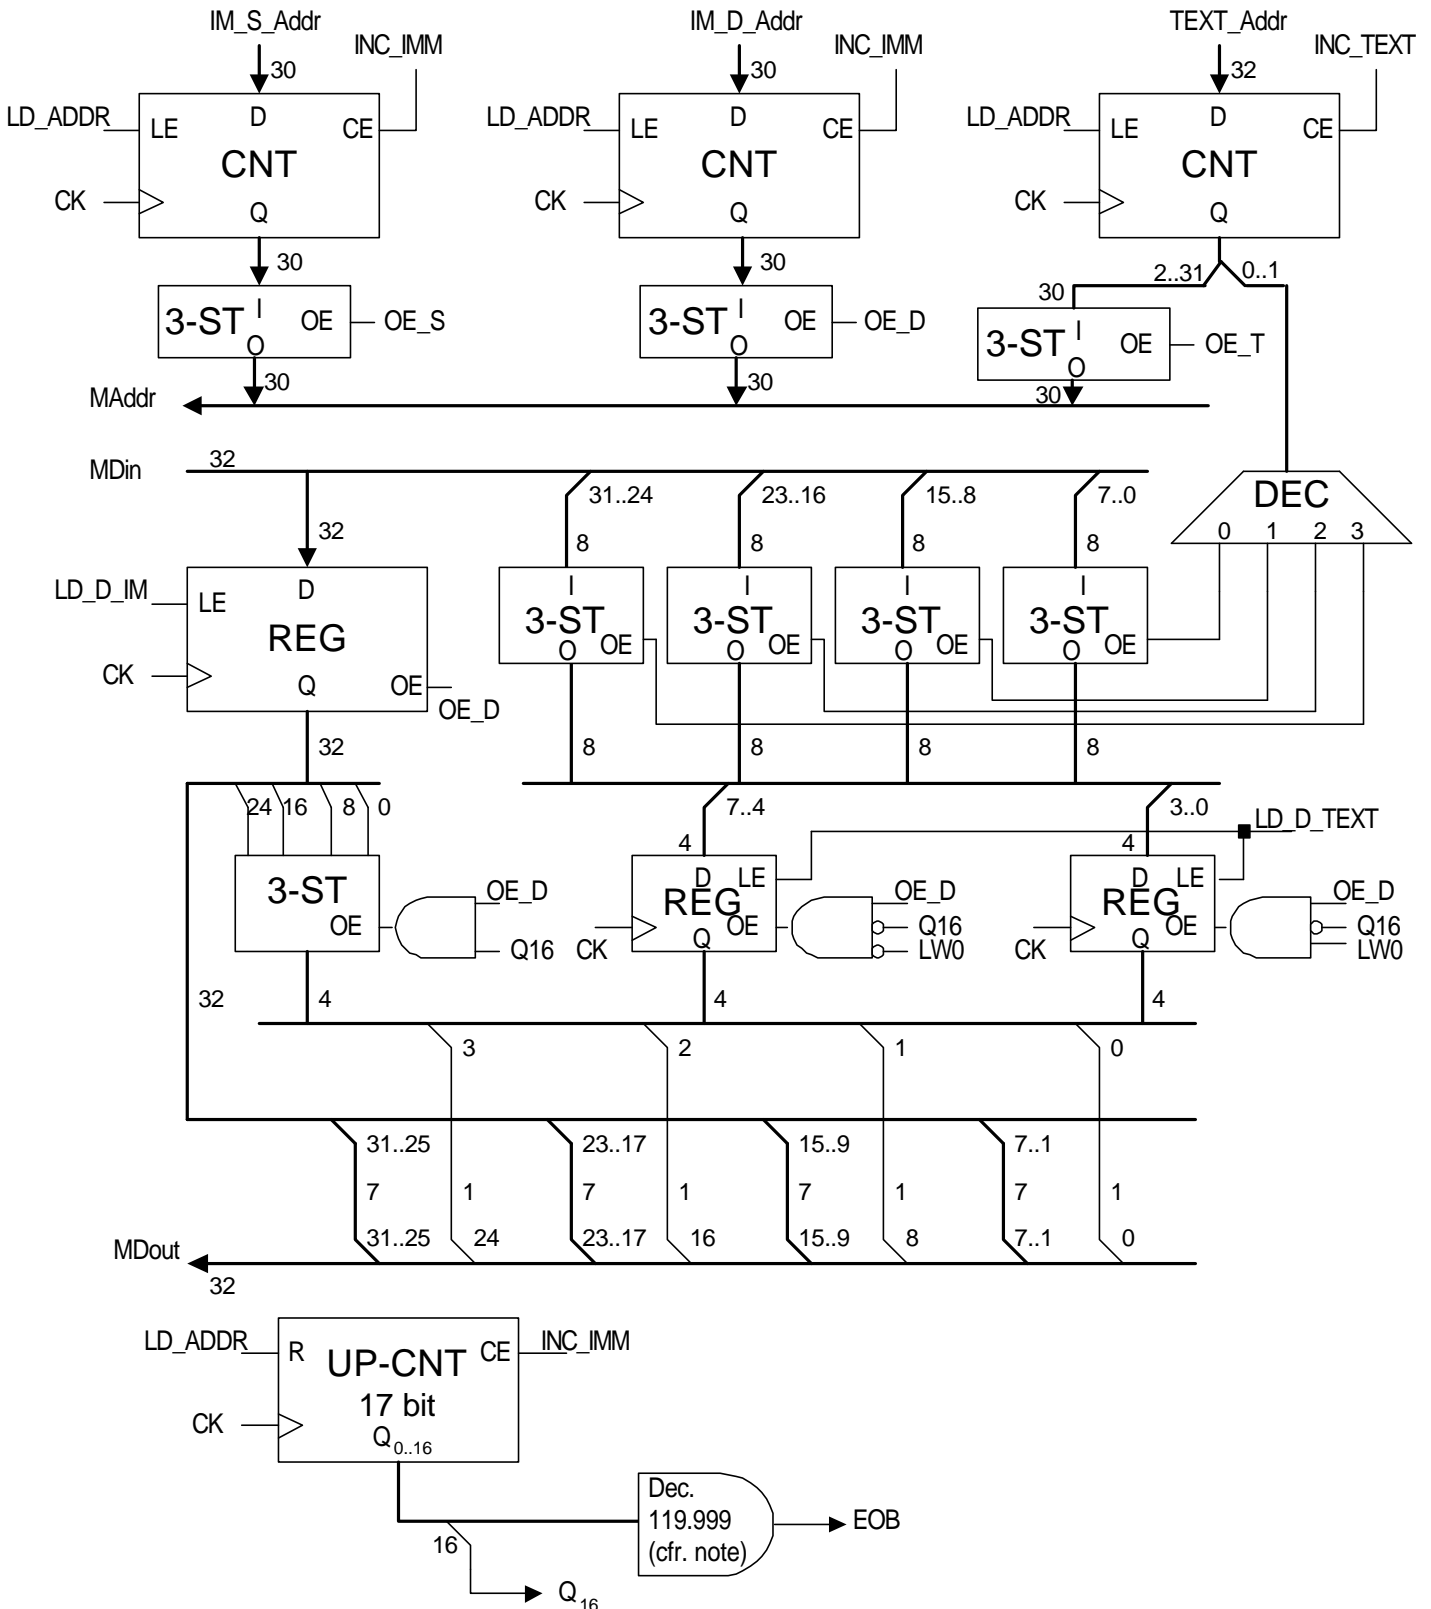 IM_S_Addr
IM_D_Addr
TEXT_Addr
INC_IMM
INC_IMM
INC_TEXT
30
30
32
LD_ADDR
LE
D
CE
CNT
CK
Q
LD_ADDR
LE
D
CE
CNT
CK
Q
LD_ADDR
LE
D
CE
CNT
CK
Q
30
30
2..31
0..1
30
3-ST
I
O
OE
OE_S
3-ST
I
O
OE
OE_D
3-ST
I
O
OE
OE_T
30
30
30
MAddr
MDin
32
31..24
23..16
15..8
7..0
DEC
0
1
2
3
32
8
8
8
8
LD_D_IM
LE
D
REG
CK
Q
OE
OE_D
3-ST
I
O
OE
3-ST
I
O
OE
3-ST
I
O
OE
3-ST
I
O
OE
32
8
8
8
8
24
16
8
0
7..4
3..0
LD_D_TEXT
4
4
3-ST
OE
OE_D
Q16
D
LE
REG
OE
Q
CK
OE_D
Q16
LW0
D
LE
REG
OE
Q
CK
OE_D
Q16
LW0
32
4
4
4
3
2
1
0
31..25
23..17
15..9
7..1
7
1
7
1
7
1
7
1
MDout
31..25
24
23..17
16
15..9
8
7..1
0
32
LD_ADDR
R
UP-CNT
CE
INC_IMM
17 bit
CK
Q0..16
Dec.
119.999
(cfr. note)
EOB
16
Q16